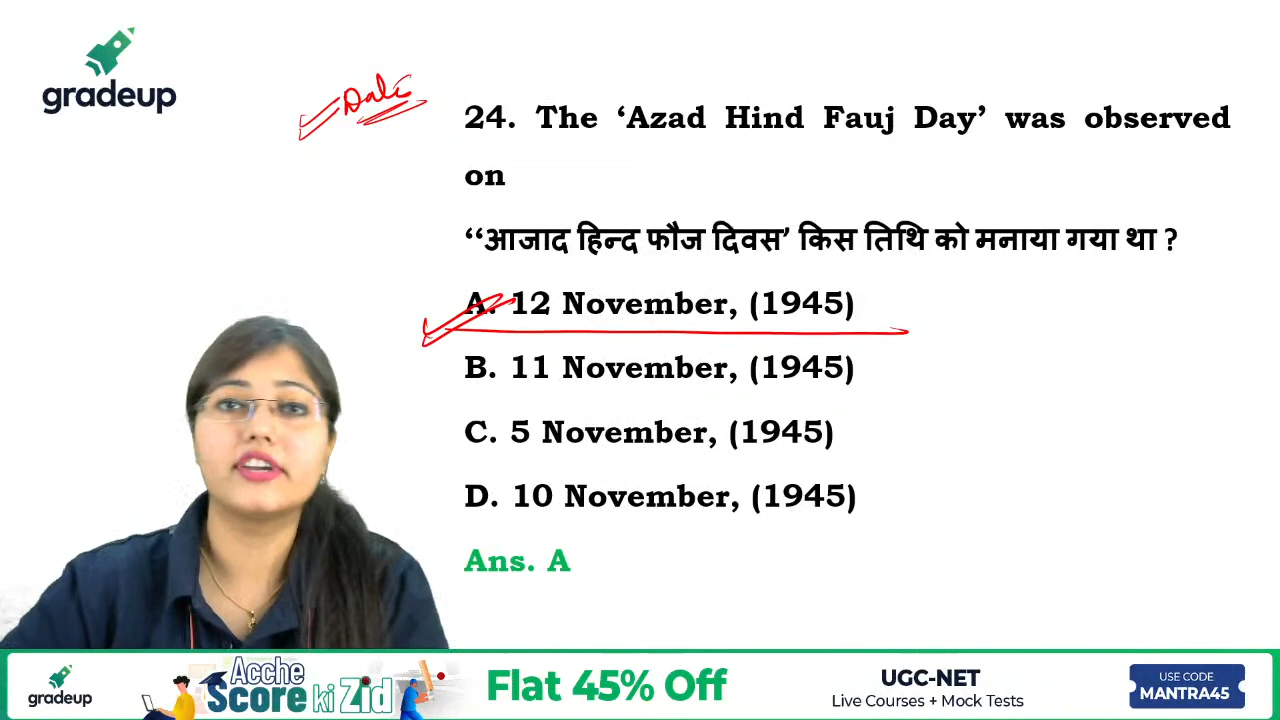 gradeup
Date
24. The ‘Azad Hind Fauj Day’ was observed
on
‘‘आजाद हिन्द फौज दिवस’ किस तिथि को मनाया गया था ?
A. 12 November, (1945)
B. 11 November, (1945)
C. 5 November, (1945)
D. 10 November, (1945)
Ans. A
gradeup
Acche
Score ki Zid
Flat 45% Off
UGC-NET
Live Courses + Mock Tests
USE CODE
MANTRA45